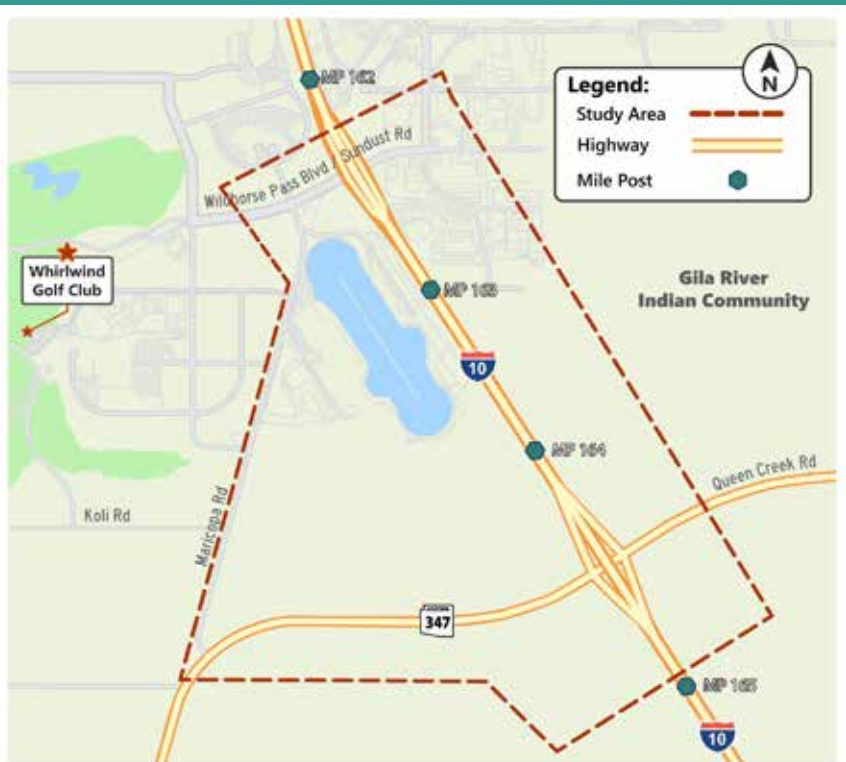 MP 162
N
Legend:
Study Area
Highway
Mile Post
Wildhorse Pass Blvd / Sundust Rd
Whirlwind
Golf Club
Gila River
Indian Community
MP 163
10
MP 164
Queen Creek Rd
Koli Rd
Maricopa Rd
347
MP 165
10